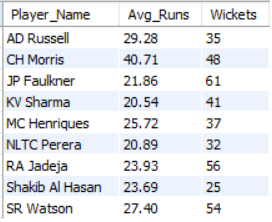 Player_Name Avg_Runs Wickets
AD Russell 29.28 35
CH Morris 40.71 48
JP Faulkner 21.86 61
KV Sharma 20.54 41
MC Henriques 25.72 37
NLTC Perera 20.89 32
RA Jadeja 23.93 56
Shakib Al Hasan 23.69 25
SR Watson 27.40 54